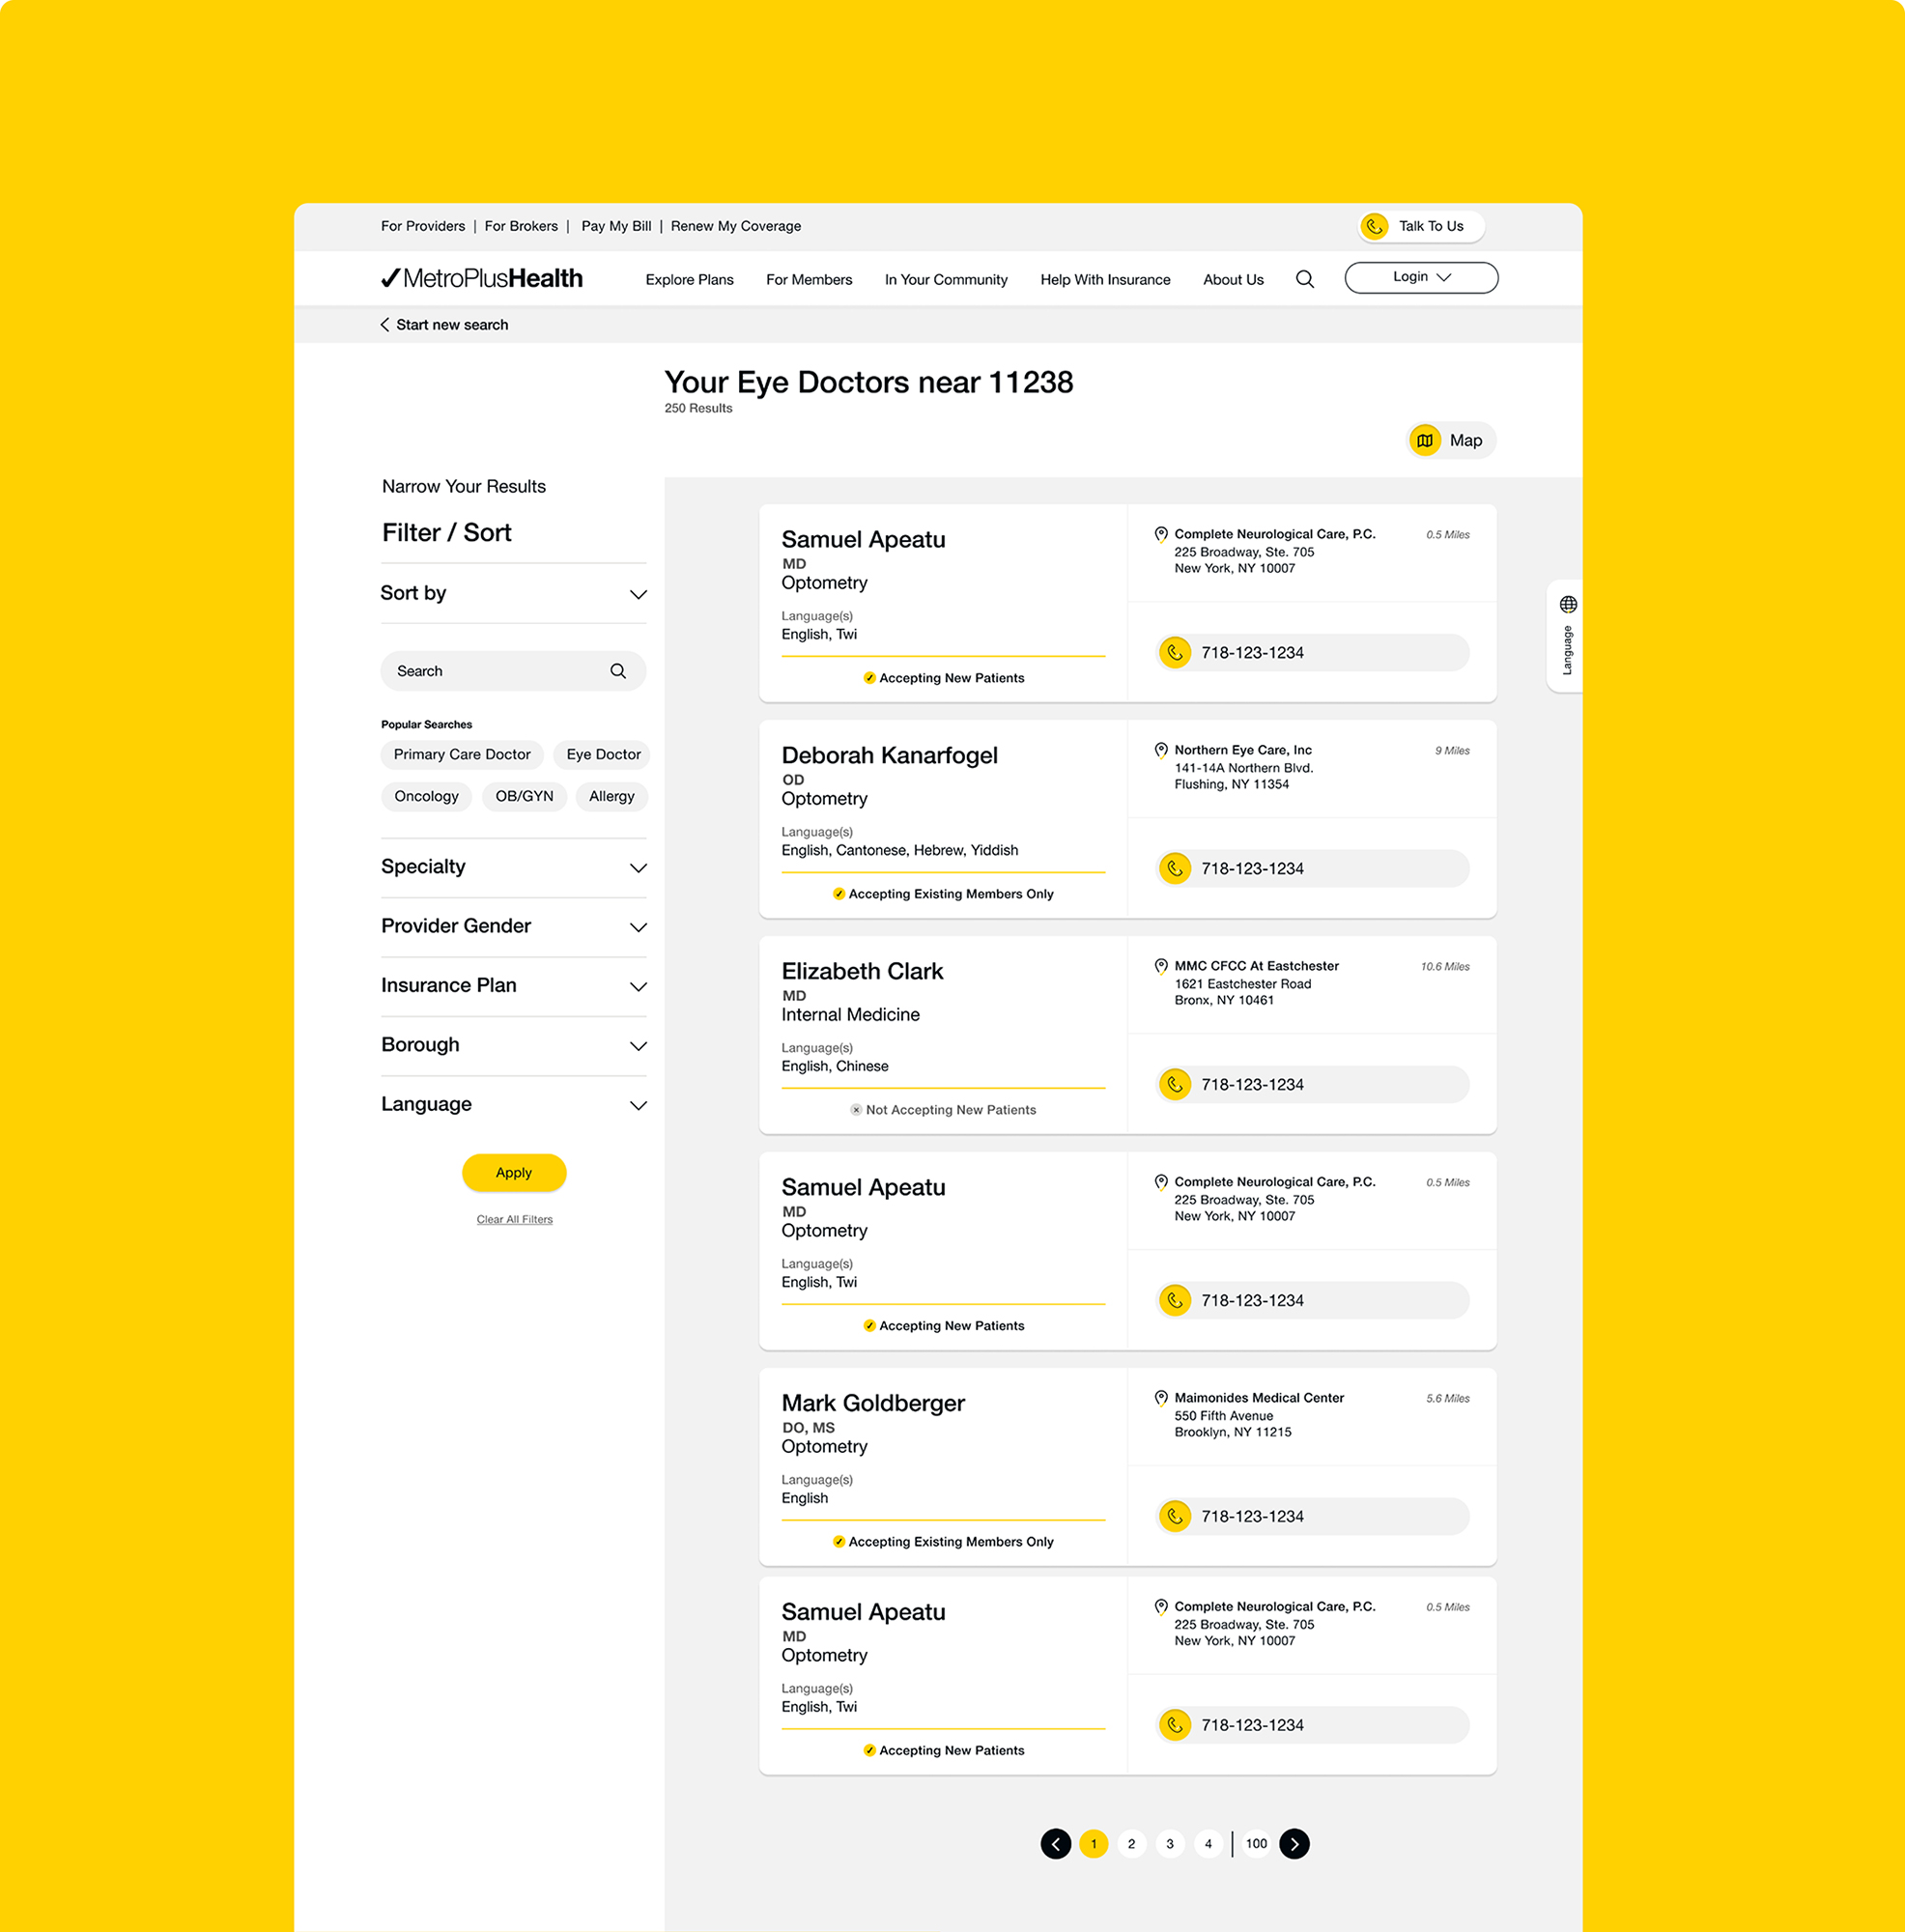 For Providers | For Brokers | Pay My Bill | Renew My Coverage
Talk To Us
MetroPlusHealth
Explore Plans
For Members
In Your Community
Help With Insurance
About Us
Login
Start new search
Your Eye Doctors near 11238
250 Results
Map
Narrow Your Results
Filter / Sort
Sort by
Search
Popular Searches
Primary Care Doctor
Eye Doctor
Oncology
OB/GYN
Allergy
Specialty
Provider Gender
Insurance Plan
Borough
Language
Apply
Clear All Filters
Samuel Apeatu
MD
Optometry
Language(s)
English, Twi
Accepting New Patients
Complete Neurological Care, P.C.
0.5 Miles
225 Broadway, Ste. 705
New York, NY 10007
718-123-1234
Language
Deborah Kanarfogel
OD
Optometry
Language(s)
English, Cantonese, Hebrew, Yiddish
Accepting Existing Members Only
Northern Eye Care, Inc
9 Miles
141-14A Northern Blvd.
Flushing, NY 11354
718-123-1234
Elizabeth Clark
MD
Internal Medicine
Language(s)
English, Chinese
Not Accepting New Patients
MMC CFCC At Eastchester
10.6 Miles
1621 Eastchester Road
Bronx, NY 10461
718-123-1234
Samuel Apeatu
MD
Optometry
Language(s)
English, Twi
Accepting New Patients
Complete Neurological Care, P.C.
0.5 Miles
225 Broadway, Ste. 705
New York, NY 10007
718-123-1234
Mark Goldberger
DO, MS
Optometry
Language(s)
English
Accepting Existing Members Only
Maimonides Medical Center
5.6 Miles
550 Fifth Avenue
Brooklyn, NY 11215
718-123-1234
Samuel Apeatu
MD
Optometry
Language(s)
English, Twi
Accepting New Patients
Complete Neurological Care, P.C.
0.5 Miles
225 Broadway, Ste. 705
New York, NY 10007
718-123-1234
1 2 3 4 | 100